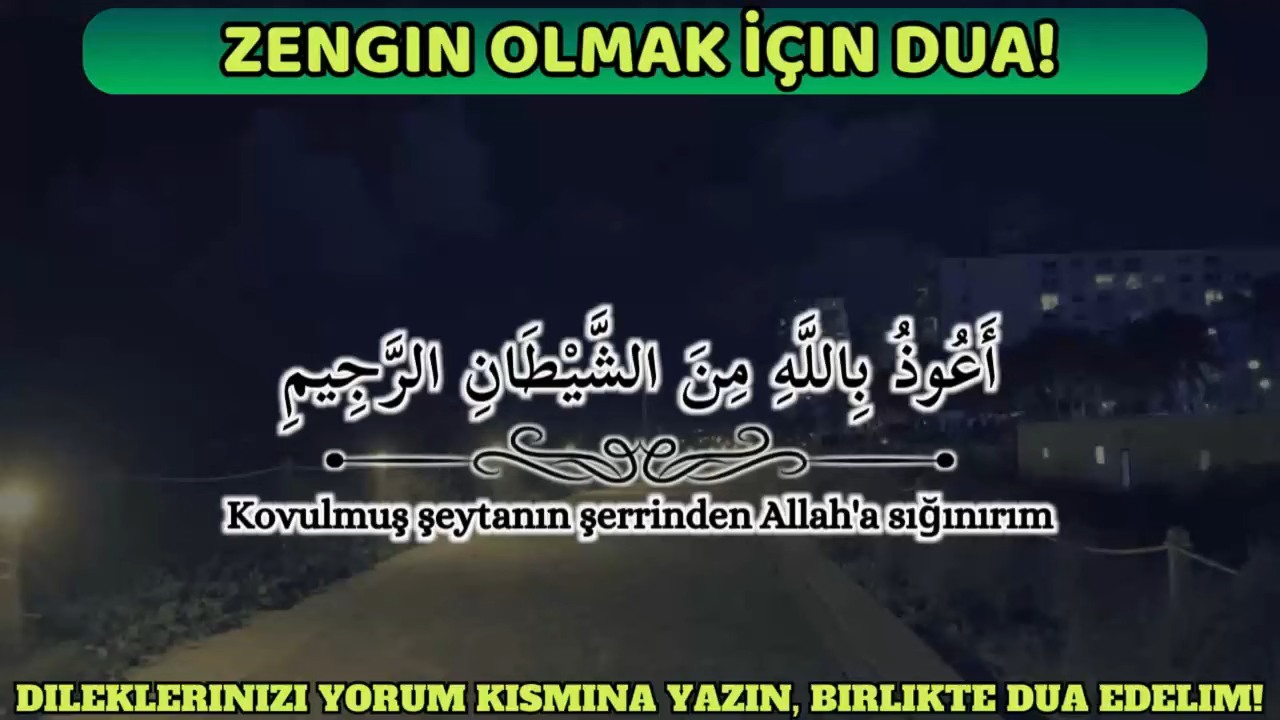 ZENGIN OLMAK İÇIN DUA!
أَعُوذُ بِاللَّهِ مِنَ الشَّيْطَانِ الرَّجِيمِ
Kovulmuş şeytanın şerrinden Allah'a sığınırım
DILEKLERINIZI YORUM KISMINA YAZIN, BIRLIKTE DUA EDELIM!